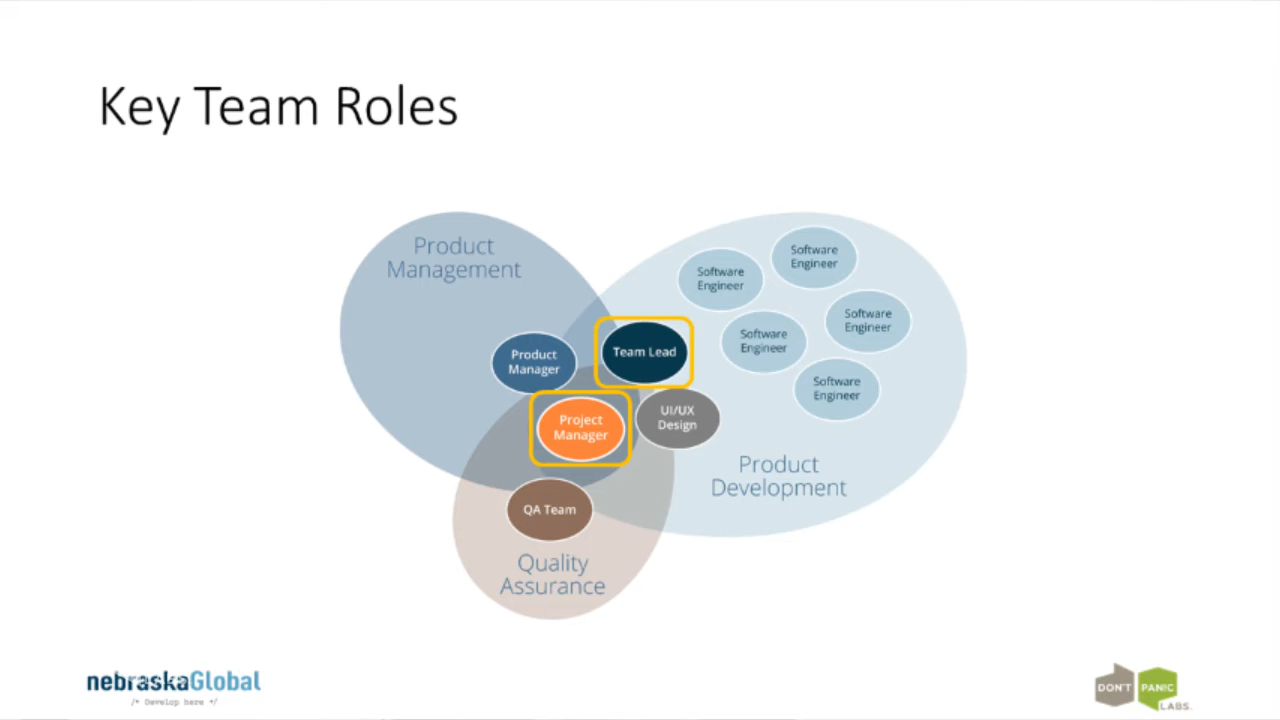 Key Team Roles
Product
Management
Software
Engineer
Software
Engineer
Software
Engineer
Software
Engineer
Software
Engineer
Team Lead
Product
Manager
Project
Manager
UI/UX
Design
Product
Development
QA Team
Quality
Assurance
nebraskaGlobal
/* Develop here */
DON'T PANIC
LABS.